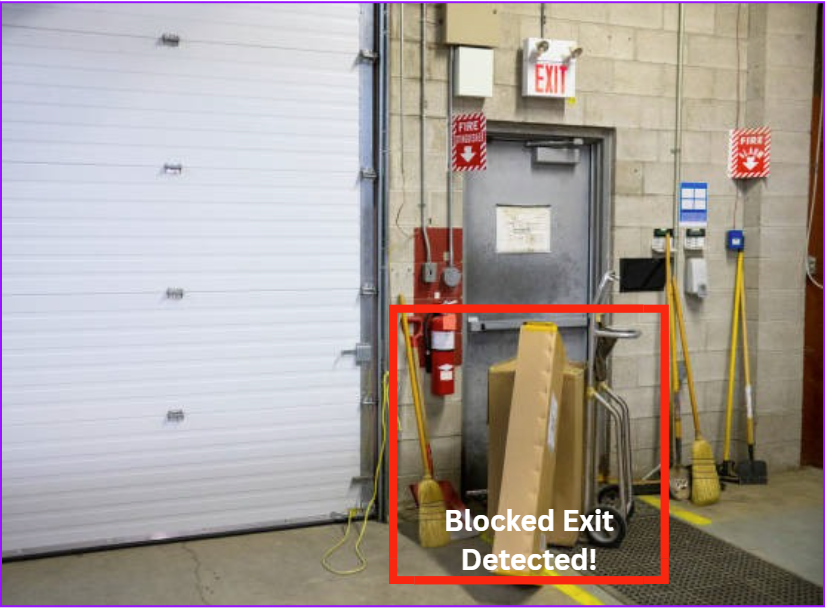 EXIT
FIRE
EXTINGUISHER
FIRE
ALARM
Blocked Exit
Detected!